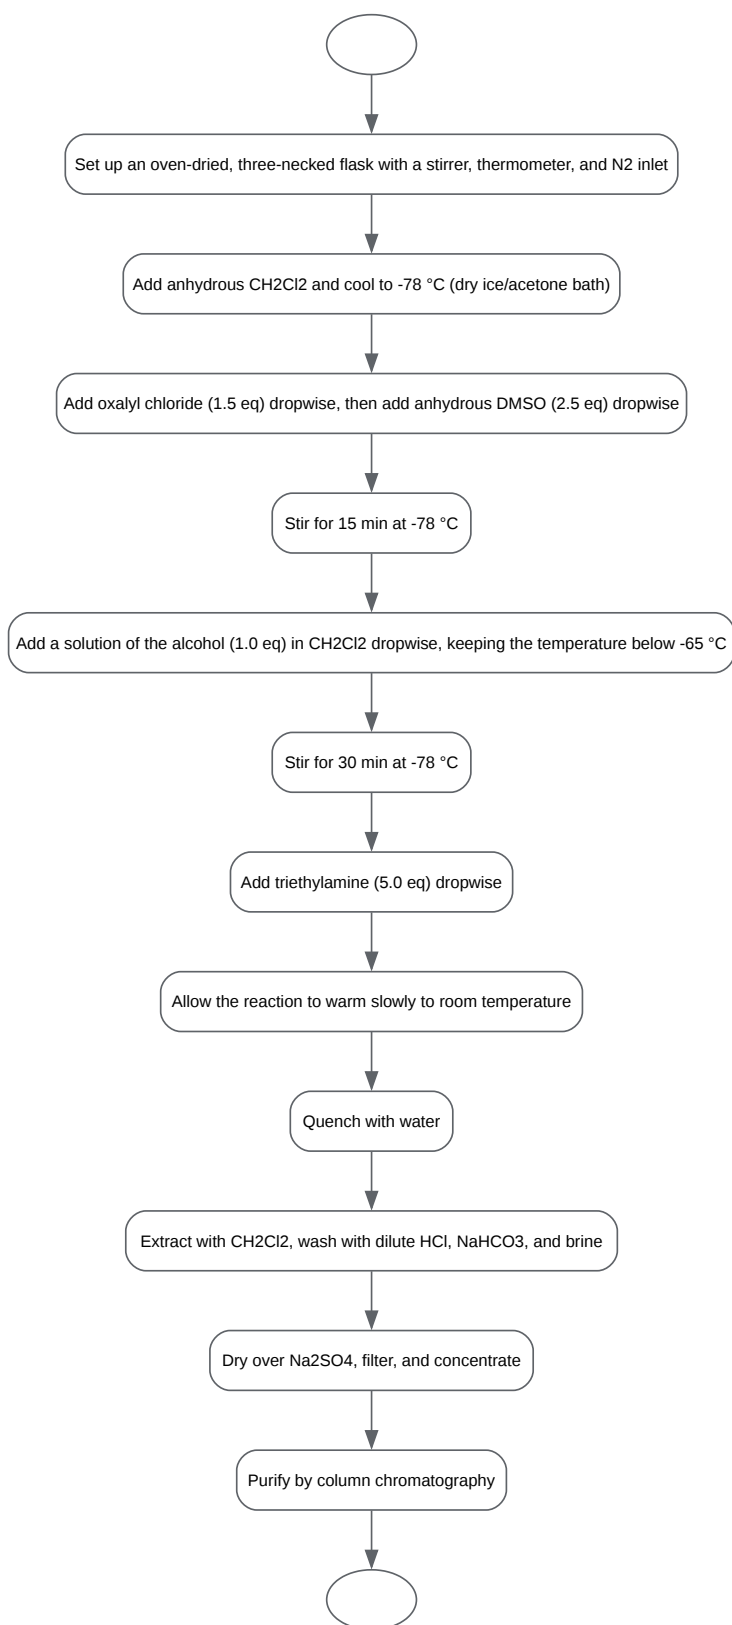 Set up an oven-dried, three-necked flask with a stirrer, thermometer, and N2 inlet
Add anhydrous CH2Cl2 and cool to -78 °C (dry ice/acetone bath)
Add oxalyl chloride (1.5 eq) dropwise, then add anhydrous DMSO (2.5 eq) dropwise
Stir for 15 min at -78 °C
Add a solution of the alcohol (1.0 eq) in CH2Cl2 dropwise, keeping the temperature below -65 °C
Stir for 30 min at -78 °C
Add triethylamine (5.0 eq) dropwise
Allow the reaction to warm slowly to room temperature
Quench with water
Extract with CH2Cl2, wash with dilute HCl, NaHCO3, and brine
Dry over Na2SO4, filter, and concentrate
Purify by column chromatography